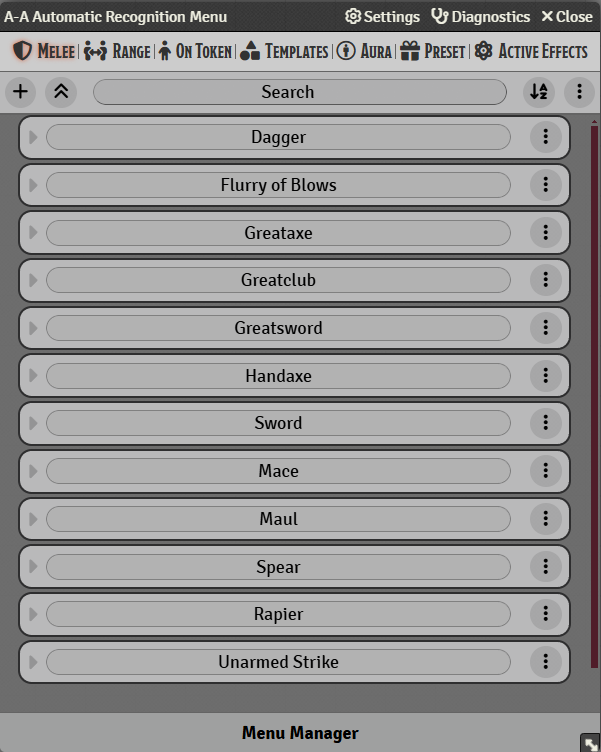 A-A Automatic Recognition Menu Settings Diagnostics Close
Melee Range On Token Templates Aura Preset Active Effects
Search
Dagger
Flurry of Blows
Greataxe
Greatclub
Greatsword
Handaxe
Sword
Mace
Maul
Spear
Rapier
Unarmed Strike
Menu Manager